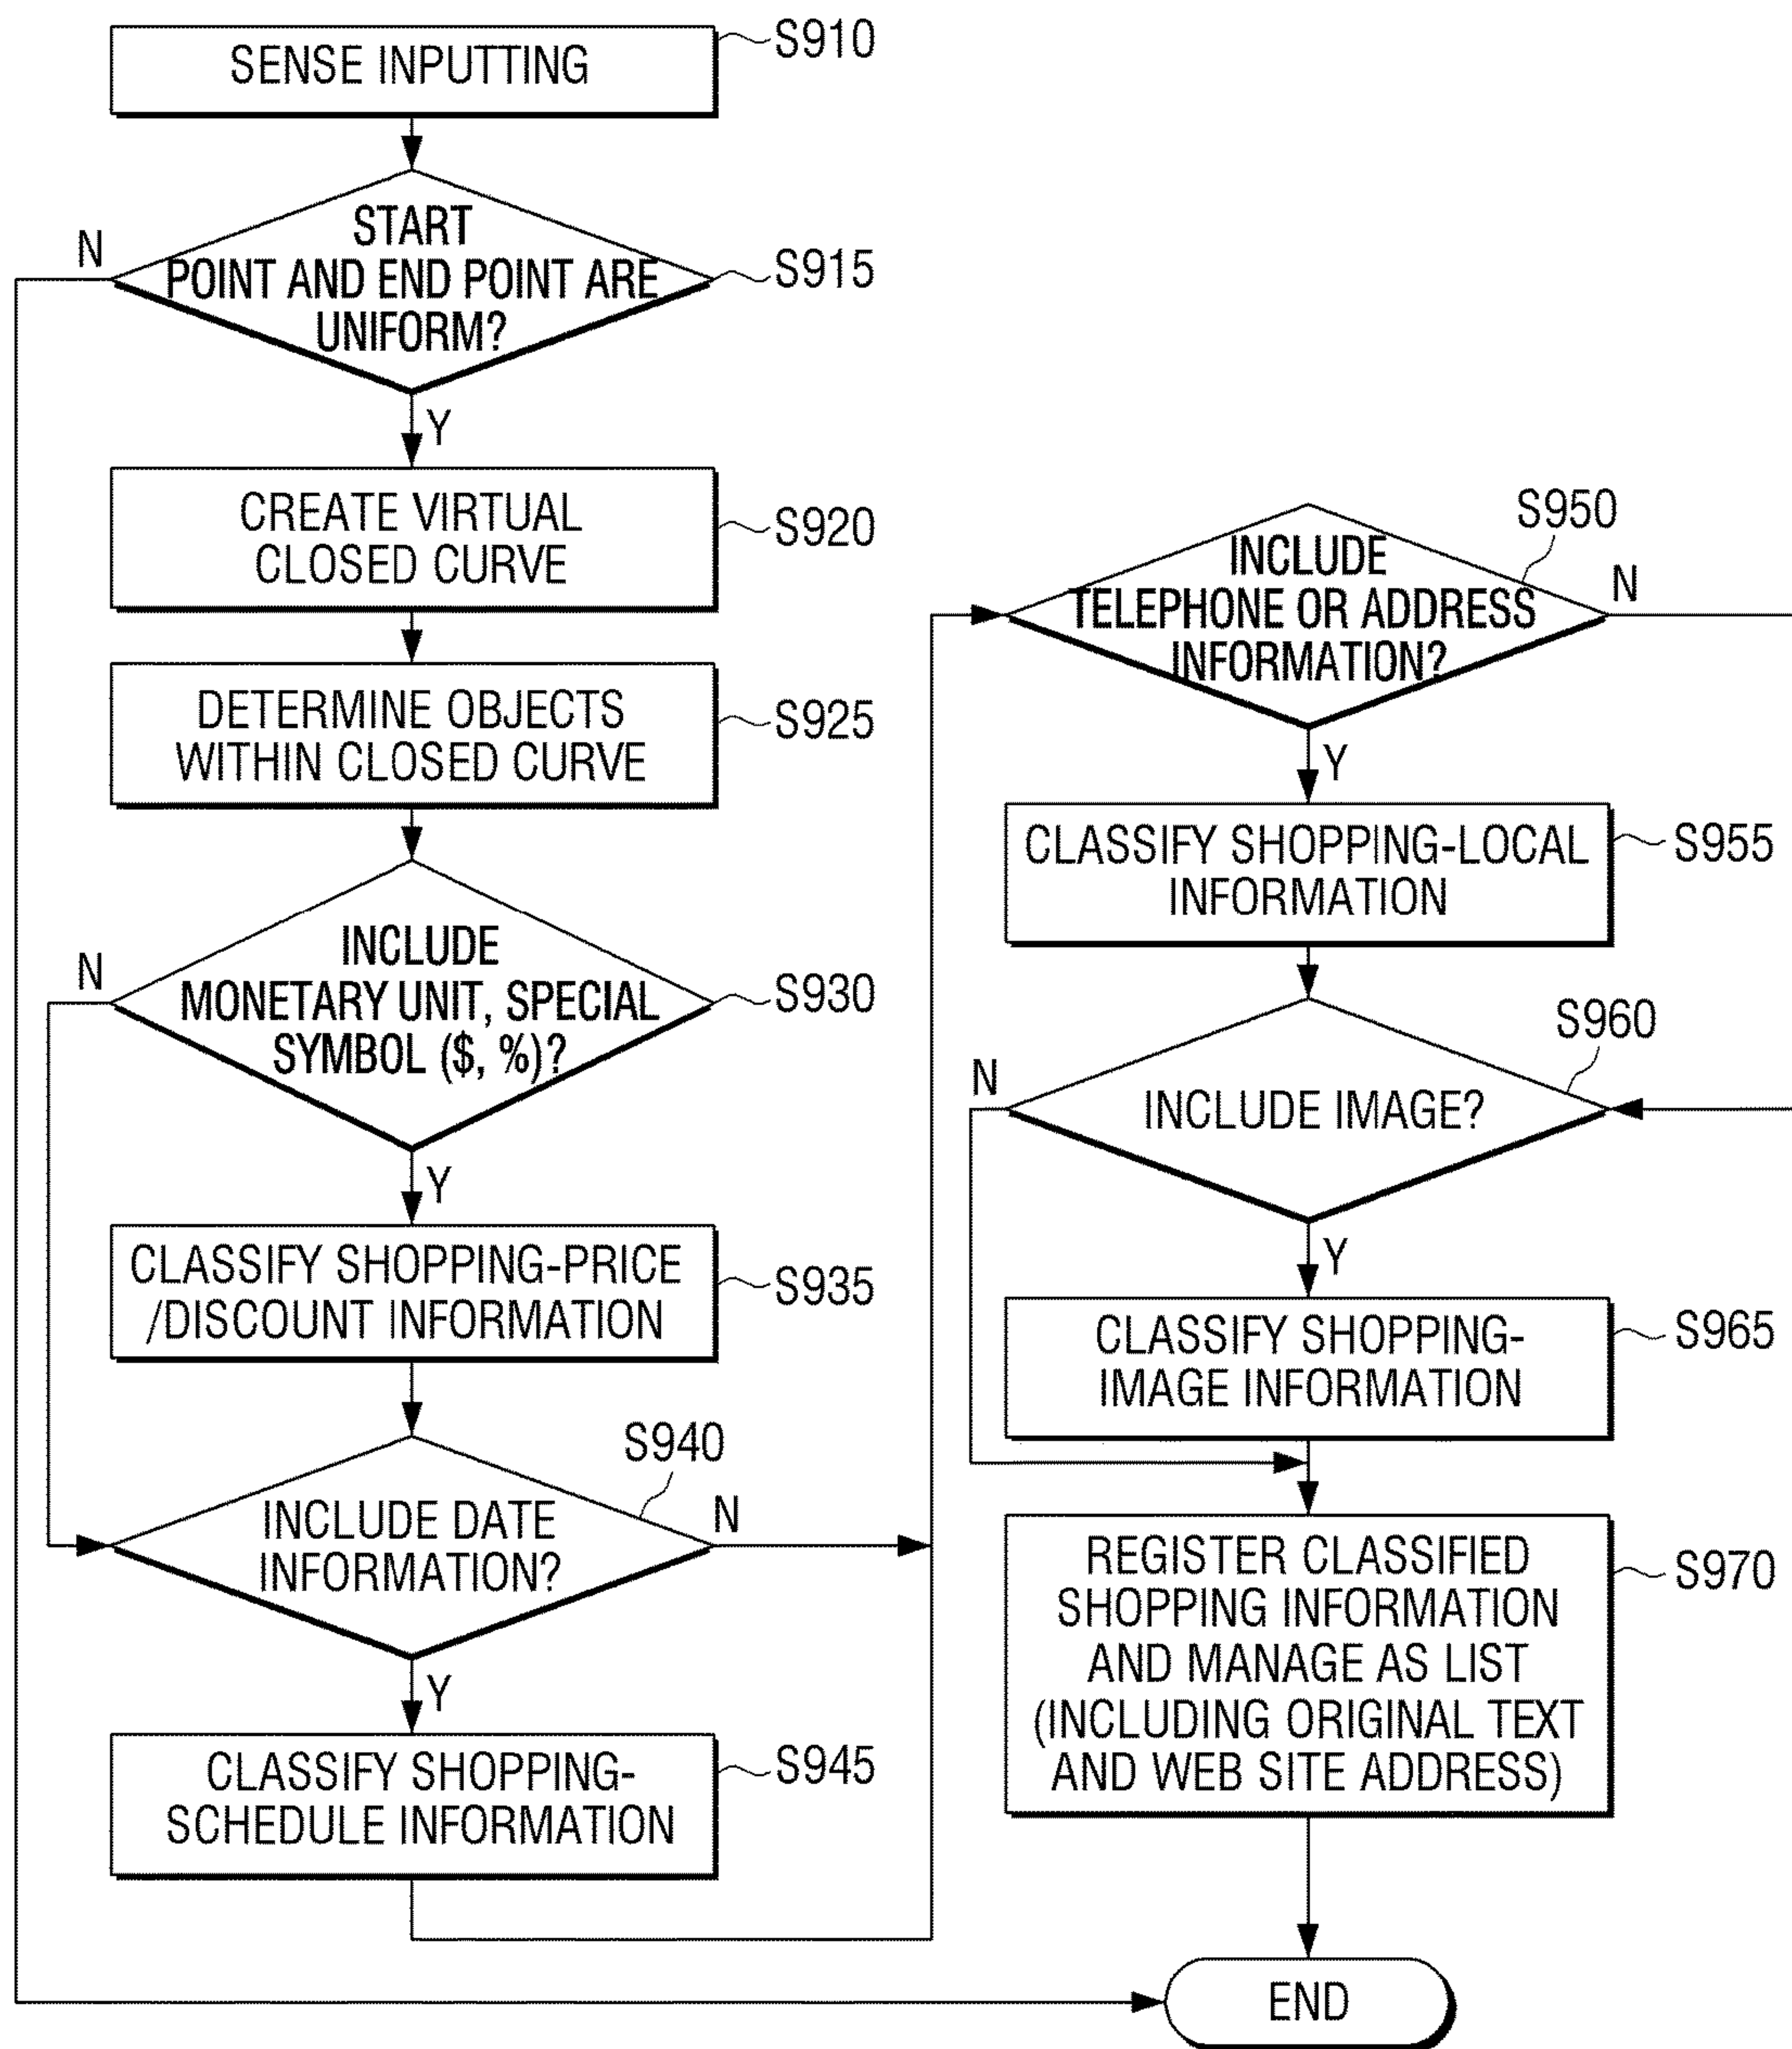 SENSE INPUTTING
S910
START
POINT AND END POINT ARE
UNIFORM?
S915
N
Y
CREATE VIRTUAL
CLOSED CURVE
S920
DETERMINE OBJECTS
WITHIN CLOSED CURVE
S925
INCLUDE
MONETARY UNIT, SPECIAL
SYMBOL ($, %)?
S930
N
Y
CLASSIFY SHOPPING-PRICE
/DISCOUNT INFORMATION
S935
INCLUDE DATE
INFORMATION?
S940
N
Y
CLASSIFY SHOPPING-
SCHEDULE INFORMATION
S945
INCLUDE
TELEPHONE OR ADDRESS
INFORMATION?
S950
N
Y
CLASSIFY SHOPPING-LOCAL
INFORMATION
S955
INCLUDE IMAGE?
S960
N
Y
CLASSIFY SHOPPING-
IMAGE INFORMATION
S965
REGISTER CLASSIFIED
SHOPPING INFORMATION
AND MANAGE AS LIST
(INCLUDING ORIGINAL TEXT
AND WEB SITE ADDRESS)
S970
END